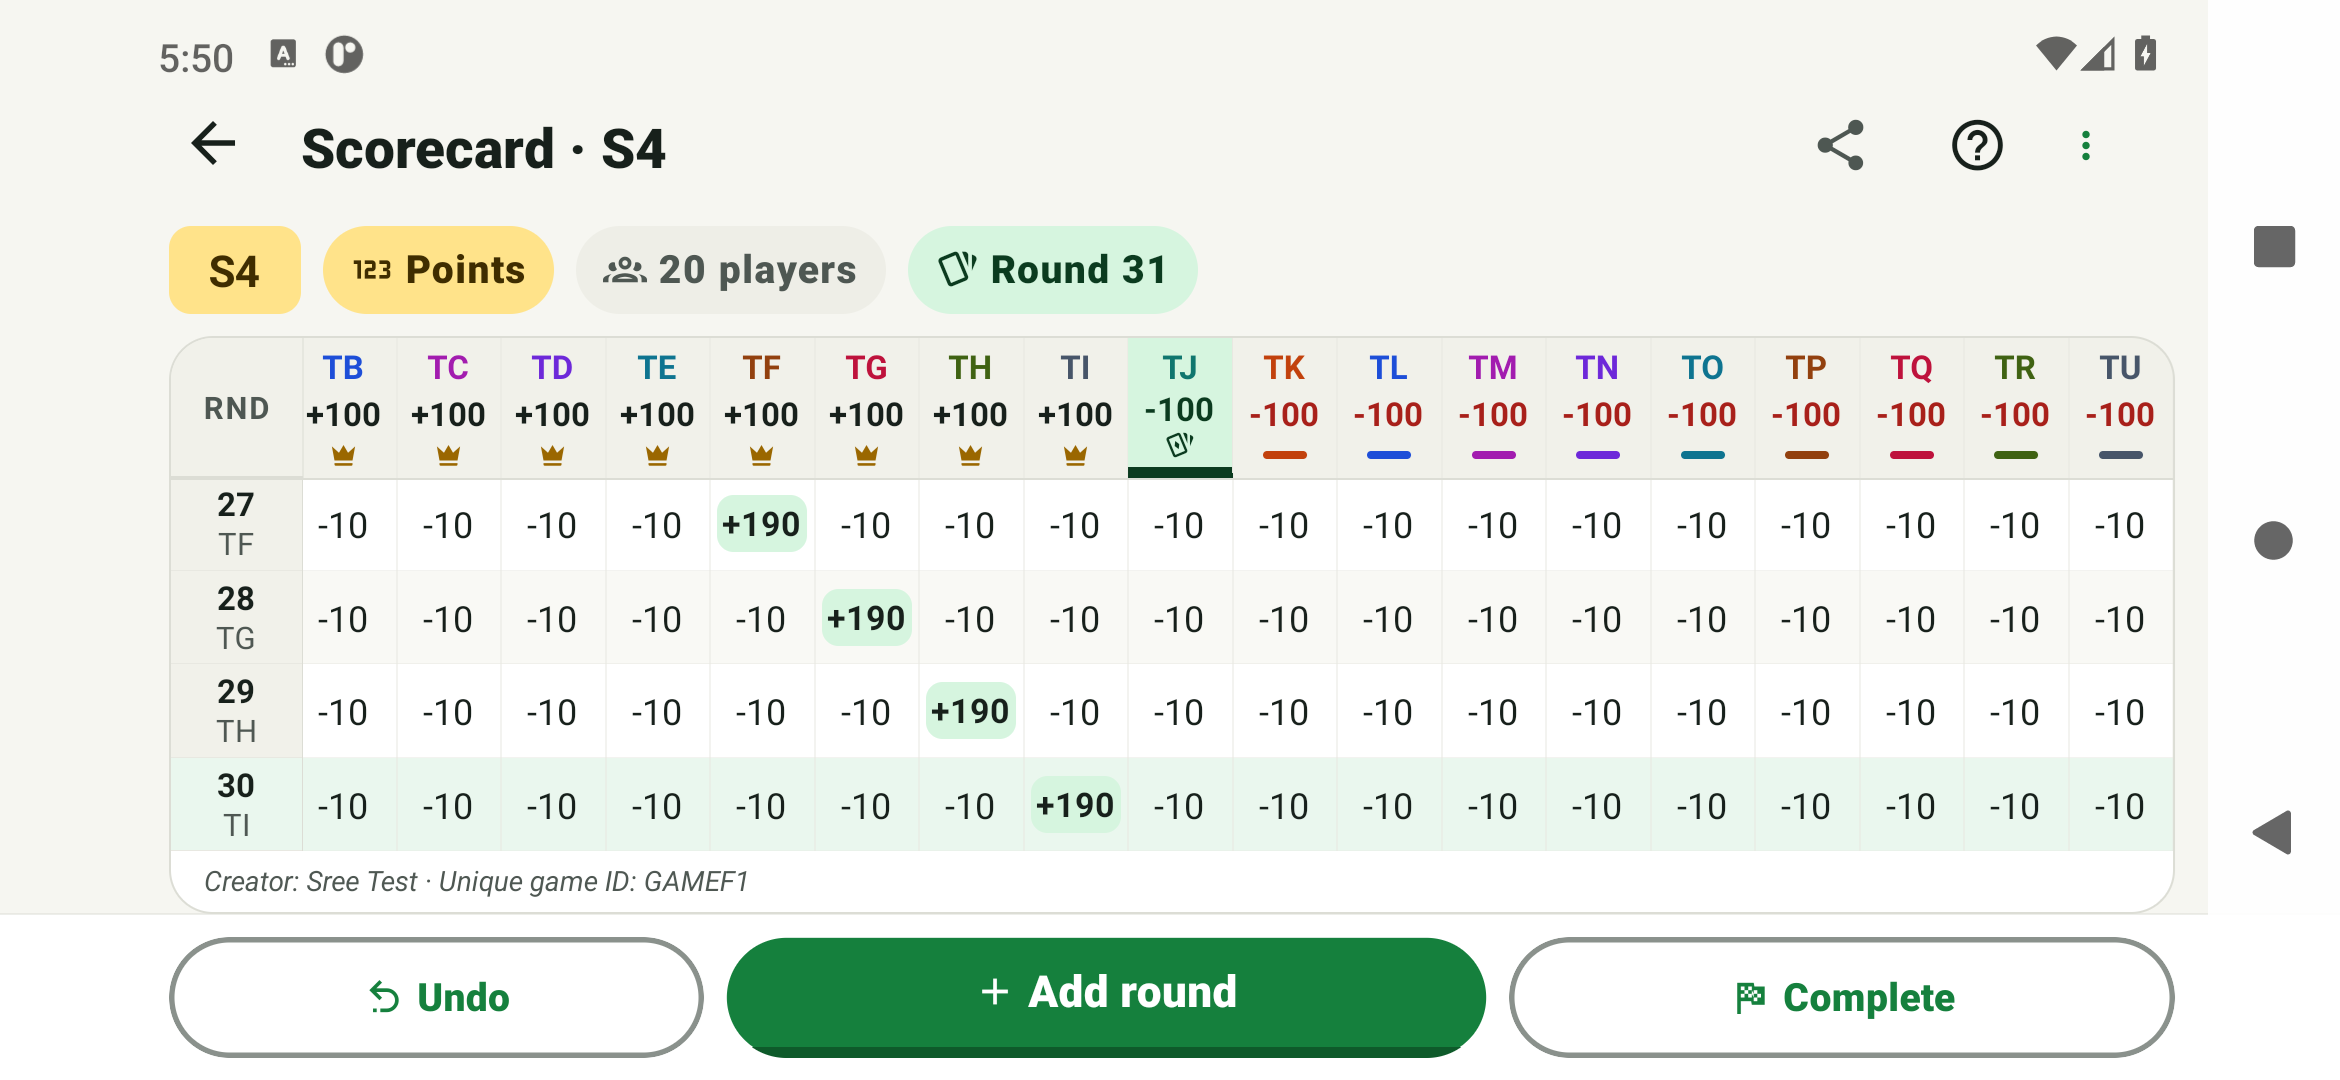 5:50
Scorecard · S4
S4 123 Points 20 players Round 31
RND TB TC TD TE TF TG TH TI TJ TK TL TM TN TO TP TQ TR TU
+100 +100 +100 +100 +100 +100 +100 +100 -100 -100 -100 -100 -100 -100 -100 -100 -100 -100
27 TF -10 -10 -10 -10 +190 -10 -10 -10 -10 -10 -10 -10 -10 -10 -10 -10 -10 -10
28 TG -10 -10 -10 -10 -10 +190 -10 -10 -10 -10 -10 -10 -10 -10 -10 -10 -10 -10
29 TH -10 -10 -10 -10 -10 -10 +190 -10 -10 -10 -10 -10 -10 -10 -10 -10 -10 -10
30 TI -10 -10 -10 -10 -10 -10 -10 +190 -10 -10 -10 -10 -10 -10 -10 -10 -10 -10
Creator: Sree Test · Unique game ID: GAMEF1
Undo + Add round Complete